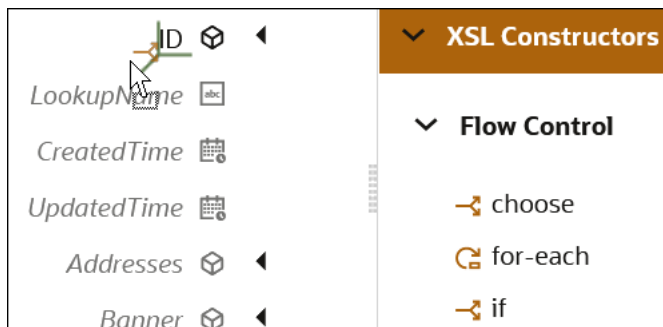 ID
LookupName
CreatedTime
UpdatedTime
Addresses
Banner
XSL Constructors
Flow Control
choose
for-each
if